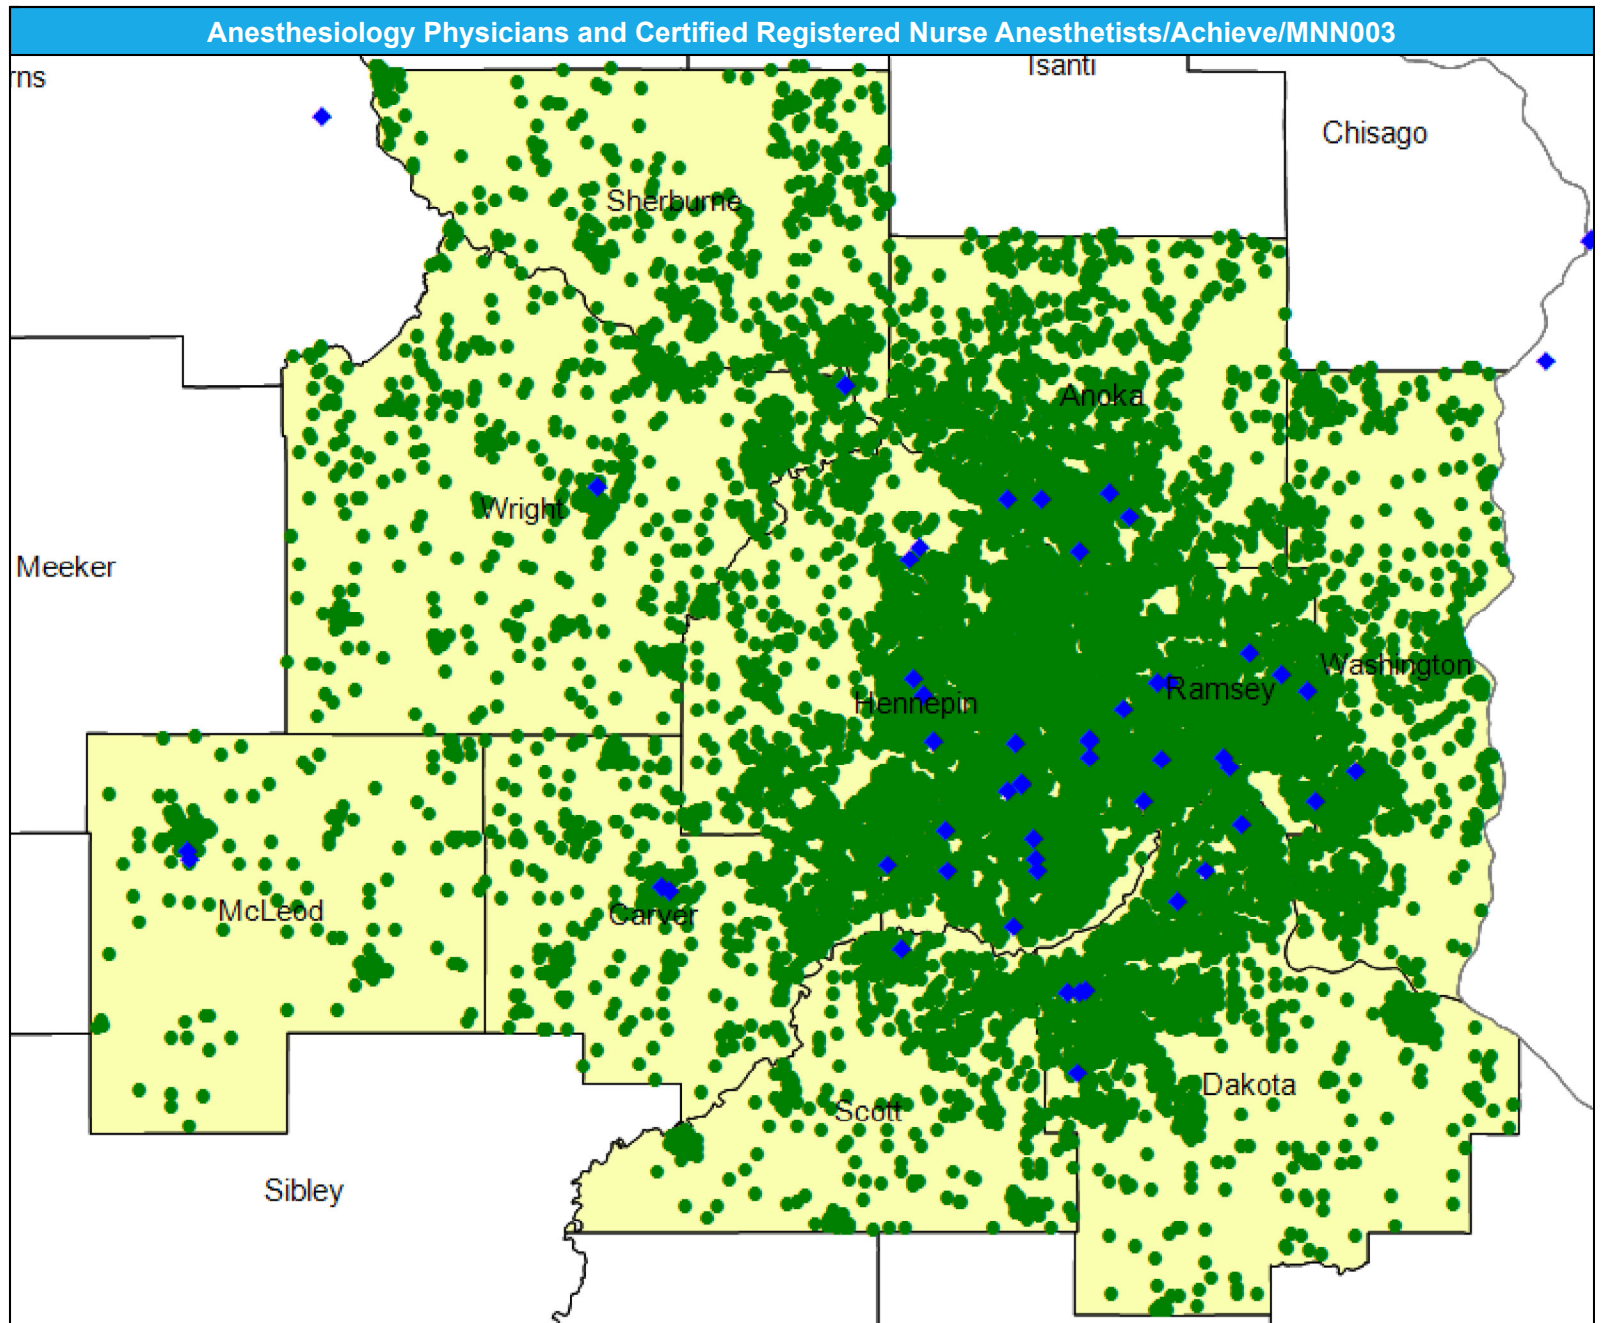 Anesthesiology Physicians and Certified Registered Nurse Anesthetists/Achieve/MNN003
rns
Isanti
Chisago
Sherburne
Anoka
Wright
Meeker
Washington
Ramsey
Hennepin
McLeod
Carver
Dakota
Scott
Sibley